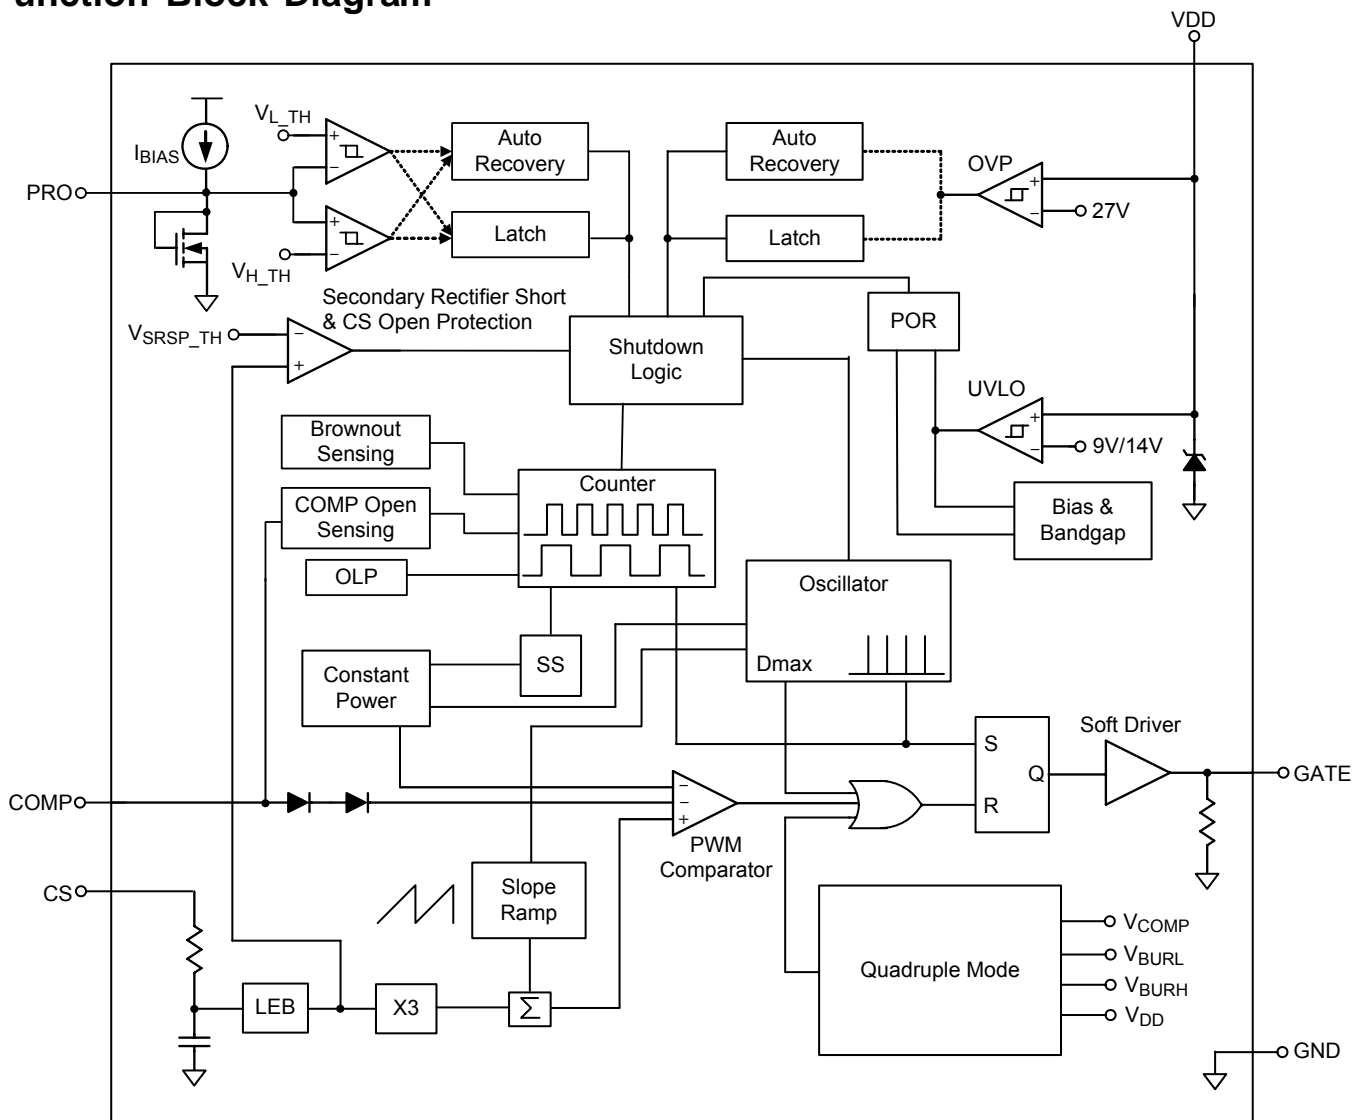 unction Block Diagram
VDD
VL_TH
IBIAS
PRO
VH_TH
Auto
Recovery
Latch
Auto
Recovery
Latch
OVP
27V
Secondary Rectifier Short
& CS Open Protection
VSRSP_TH
Shutdown
Logic
POR
UVLO
9V/14V
Bias &
Bandgap
Brownout
Sensing
COMP Open
Sensing
OLP
Counter
Oscillator
Dmax
SS
Constant
Power
S
Q
R
Soft Driver
GATE
COMP
PWM
Comparator
CS
Slope
Ramp
LEB
X3
Σ
Quadruple Mode
VCOMP
VBURL
VBURH
VDD
GND